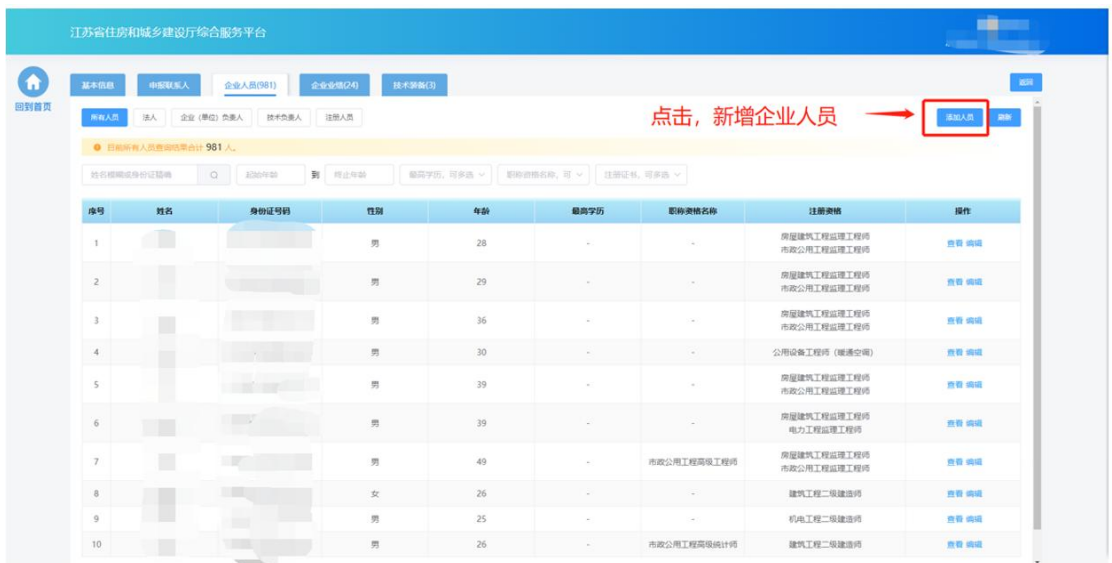 江苏省住房和城乡建设厅综合服务平台
回到首页
基本信息 申报联系人 企业人员(981) 企业业绩(24) 技术装备(3) 返回
所有人员 法人 企业（单位）负责人 技术负责人 注册人员 点击，新增企业人员 添加人员 刷新
目前所有人员查询结果合计 981 人。
姓名模糊或身份证精确 起始年龄 到 终止年龄 最高学历，可多选 职称资格名称，可 注册证书，可多选
序号 姓名 身份证号码 性别 年龄 最高学历 职称资格名称 注册资格 操作
1 男 28 - - 房屋建筑工程监理工程师 查看 编辑
市政公用工程监理工程师
2 男 29 - - 房屋建筑工程监理工程师 查看 编辑
市政公用工程监理工程师
3 男 36 - - 房屋建筑工程监理工程师 查看 编辑
市政公用工程监理工程师
4 男 30 - - 公用设备工程师（暖通空调） 查看 编辑
5 男 39 - - 房屋建筑工程监理工程师 查看 编辑
市政公用工程监理工程师
6 男 39 - - 房屋建筑工程监理工程师 查看 编辑
电力工程监理工程师
7 男 49 - 市政公用工程高级工程师 房屋建筑工程监理工程师 查看 编辑
市政公用工程监理工程师
8 女 26 - - 建筑工程二级建造师 查看 编辑
9 男 25 - - 机电工程二级建造师 查看 编辑
10 男 26 - 市政公用工程高级统计师 建筑工程二级建造师 查看 编辑